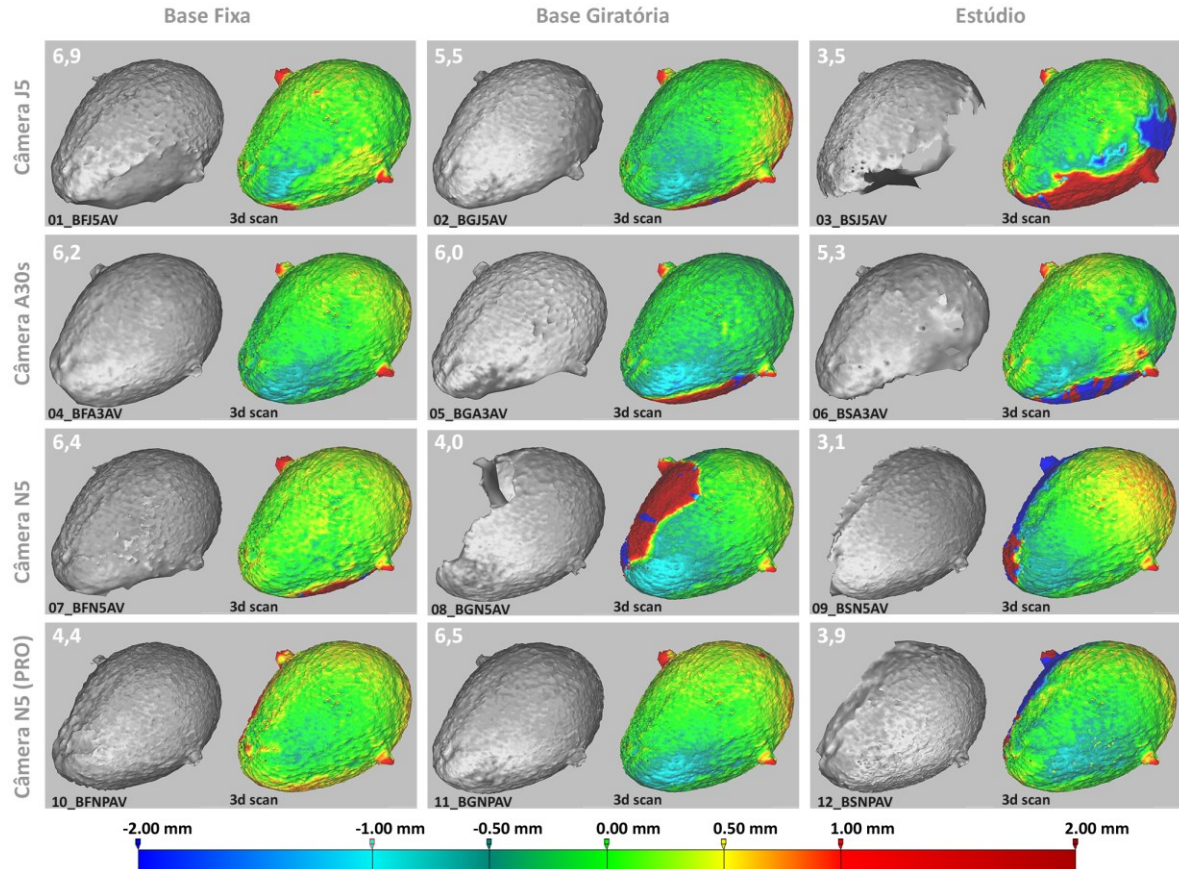 Base Fixa Base Giratória Estúdio
Câmera J5
6,9 5,5 3,5
01_BFJ5AV 3d scan 02_BGJ5AV 3d scan 03_BSJ5AV 3d scan
Câmera A30s
6,2 6,0 5,3
04_BFA3AV 3d scan 05_BGA3AV 3d scan 06_BSA3AV 3d scan
Câmera N5
6,4 4,0 3,1
07_BFN5AV 3d scan 08_BGN5AV 3d scan 09_BSN5AV 3d scan
Câmera N5 (PRO)
4,4 6,5 3,9
10_BFNPAV 3d scan 11_BGNPAV 3d scan 12_BSNPAV 3d scan
-2.00 mm -1.00 mm -0.50 mm 0.00 mm 0.50 mm 1.00 mm 2.00 mm